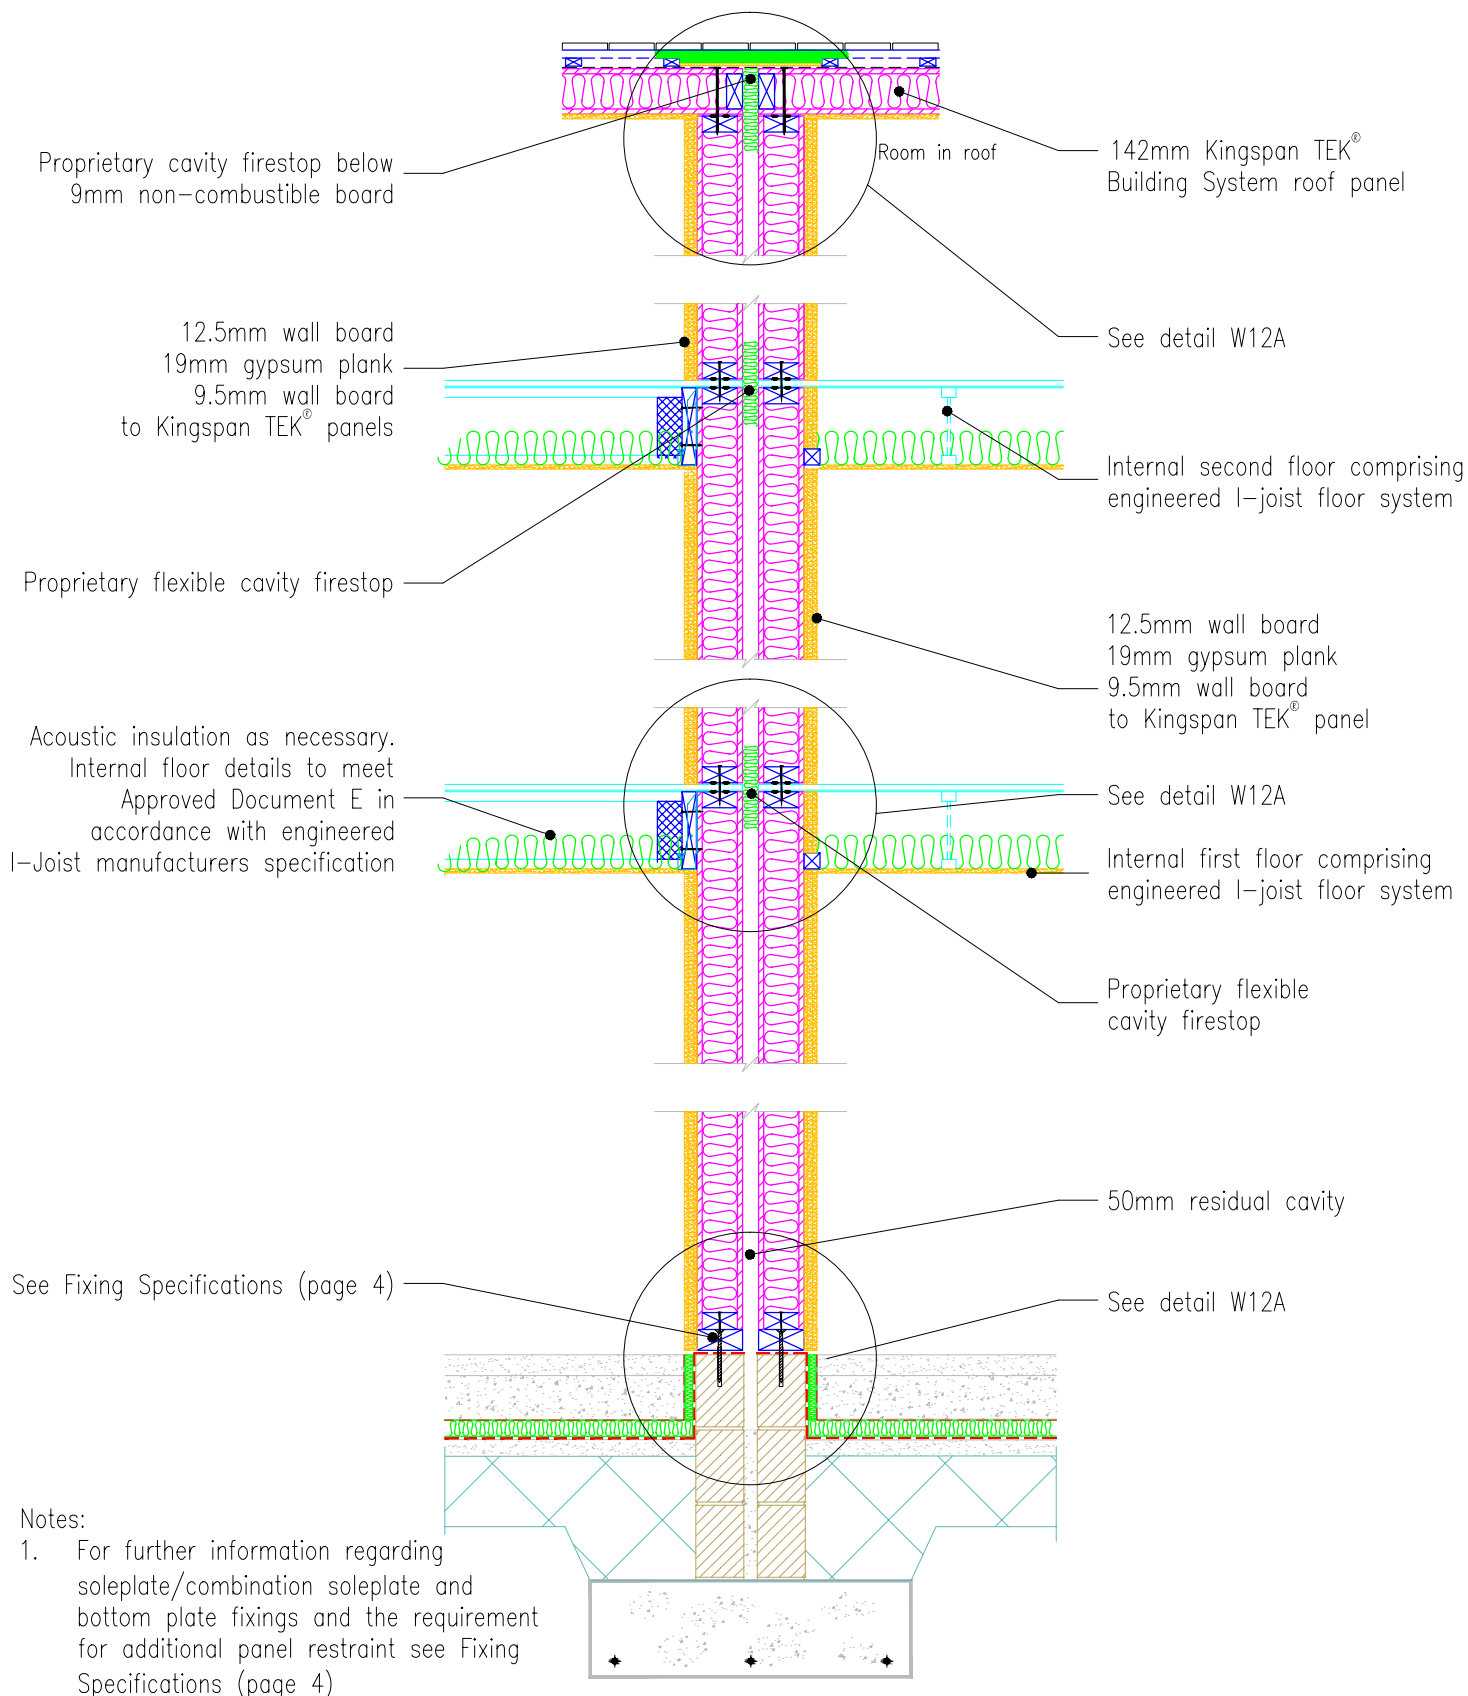 Proprietary cavity firestop below
9mm non-combustible board
Room in roof
142mm Kingspan TEK®
Building System roof panel
12.5mm wall board
19mm gypsum plank
9.5mm wall board
to Kingspan TEK® panels
See detail W12A
Internal second floor comprising
engineered I-joist floor system
Proprietary flexible cavity firestop
12.5mm wall board
19mm gypsum plank
9.5mm wall board
to Kingspan TEK® panel
Acoustic insulation as necessary.
Internal floor details to meet
Approved Document E in
accordance with engineered
I-Joist manufacturers specification
See detail W12A
Internal first floor comprising
engineered I-joist floor system
Proprietary flexible
cavity firestop
50mm residual cavity
See Fixing Specifications (page 4)
See detail W12A
Notes:
1. For further information regarding
soleplate/combination soleplate and
bottom plate fixings and the requirement
for additional panel restraint see Fixing
Specifications (page 4)